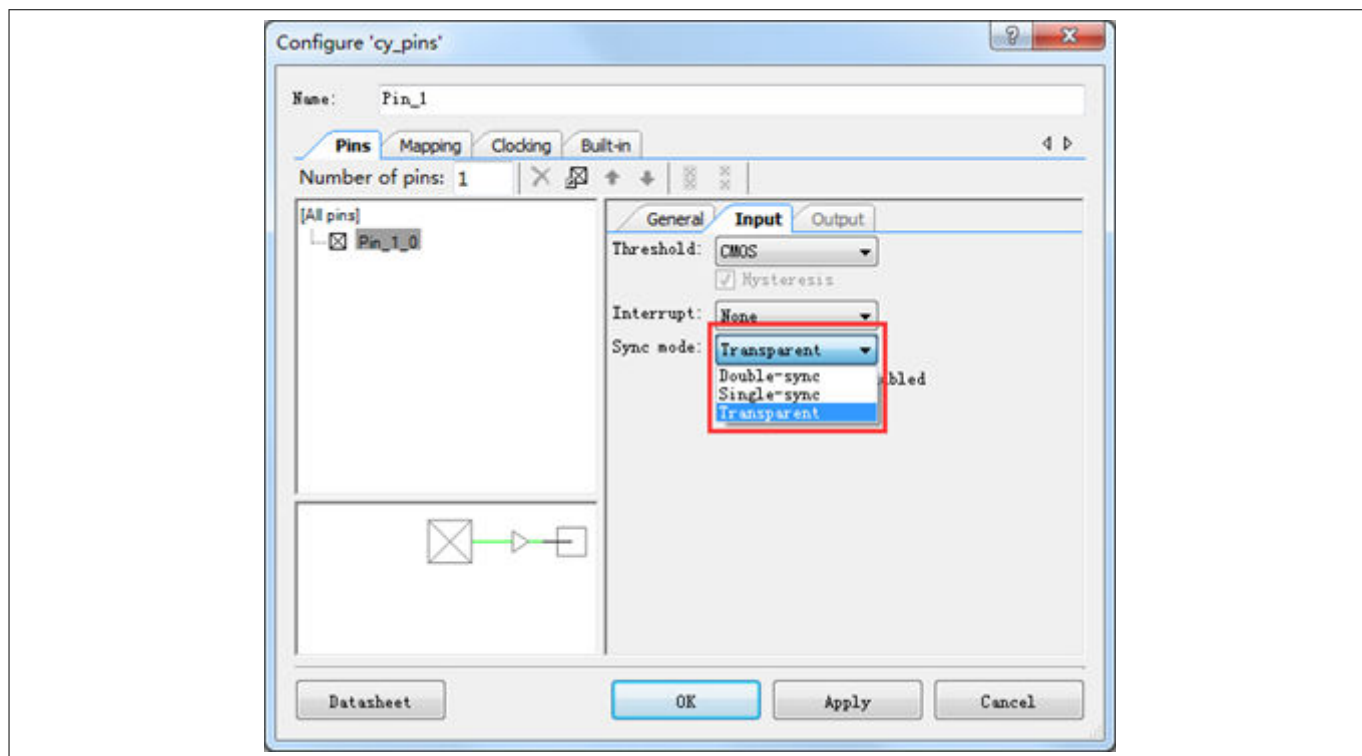 Configure 'cy_pins'
Name: Pin_1
Pins Mapping Clocking Built-in
Number of pins: 1
[All pins]
Pin_1_0
General Input Output
Threshold: CMOS
Hysteresis
Interrupt: None
Sync mode: Transparent
Double-sync
Single-sync
Transparent
Datasheet OK Apply Cancel